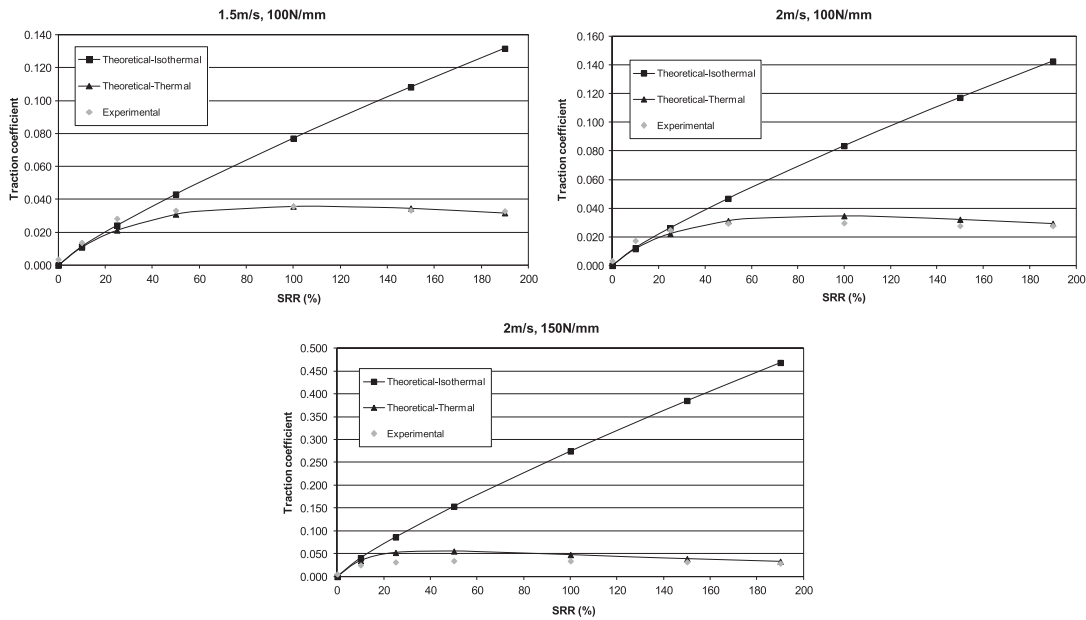 1.5m/s, 100N/mm
Traction coefficient
0.140
0.120
0.100
0.080
0.060
0.040
0.020
0.000
Theoretical-Isothermal
Theoretical-Thermal
Experimental
0 20 40 60 80 100 120 140 160 180 200
SRR (%)
2m/s, 100N/mm
Traction coefficient
0.160
0.140
0.120
0.100
0.080
0.060
0.040
0.020
0.000
Theoretical-Isothermal
Theoretical-Thermal
Experimental
0 20 40 60 80 100 120 140 160 180 200
SRR (%)
2m/s, 150N/mm
Traction coefficient
0.500
0.450
0.400
0.350
0.300
0.250
0.200
0.150
0.100
0.050
0.000
Theoretical-Isothermal
Theoretical-Thermal
Experimental
0 20 40 60 80 100 120 140 160 180 200
SRR (%)